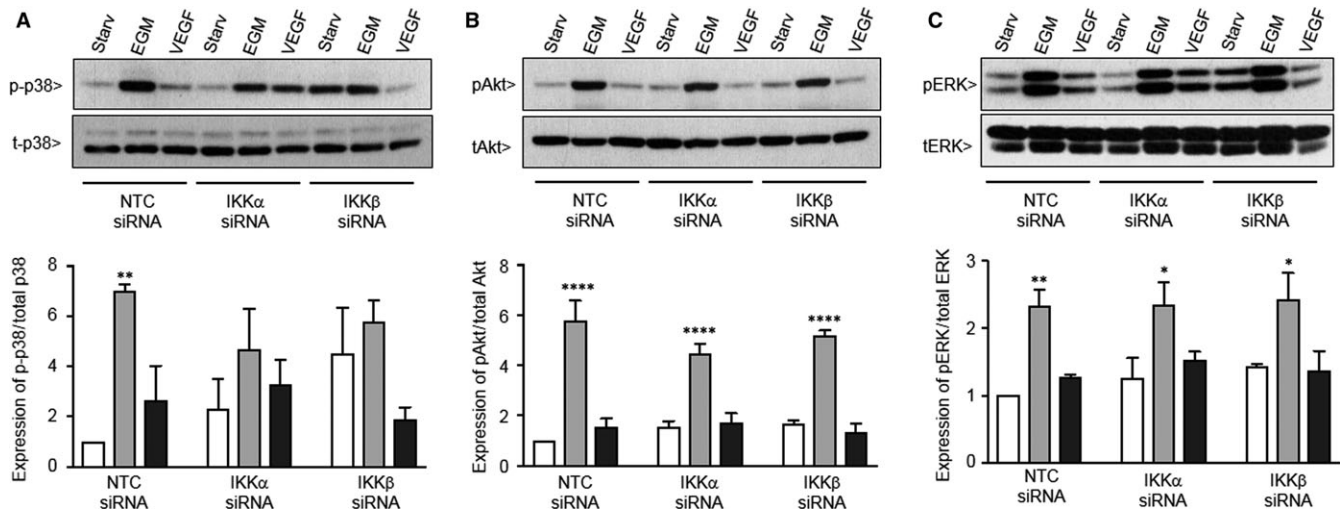 A
Starv EGM VEGF Starv EGM VEGF Starv EGM VEGF
p-p38>
t-p38>
NTC siRNA
IKKα siRNA
IKKβ siRNA
Expression of p-p38/total p38
8
6
4
2
0
**
NTC siRNA
IKKα siRNA
IKKβ siRNA
B
Starv EGM VEGF Starv EGM VEGF Starv EGM VEGF
pAkt>
tAkt>
NTC siRNA
IKKα siRNA
IKKβ siRNA
Expression of pAkt/total Akt
8
6
4
2
0
****
****
****
NTC siRNA
IKKα siRNA
IKKβ siRNA
C
Starv EGM VEGF Starv EGM VEGF Starv EGM VEGF
pERK>
tERK>
NTC siRNA
IKKα siRNA
IKKβ siRNA
Expression of pERK/total ERK
3
2
1
0
**
*
*
NTC siRNA
IKKα siRNA
IKKβ siRNA